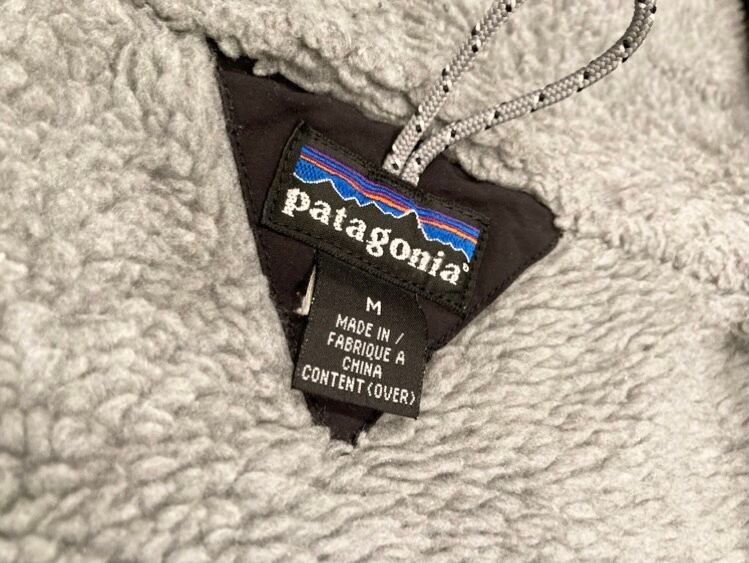 patagonia®
M
MADE IN /
FABRIQUE A
CHINA
CONTENT (OVER)